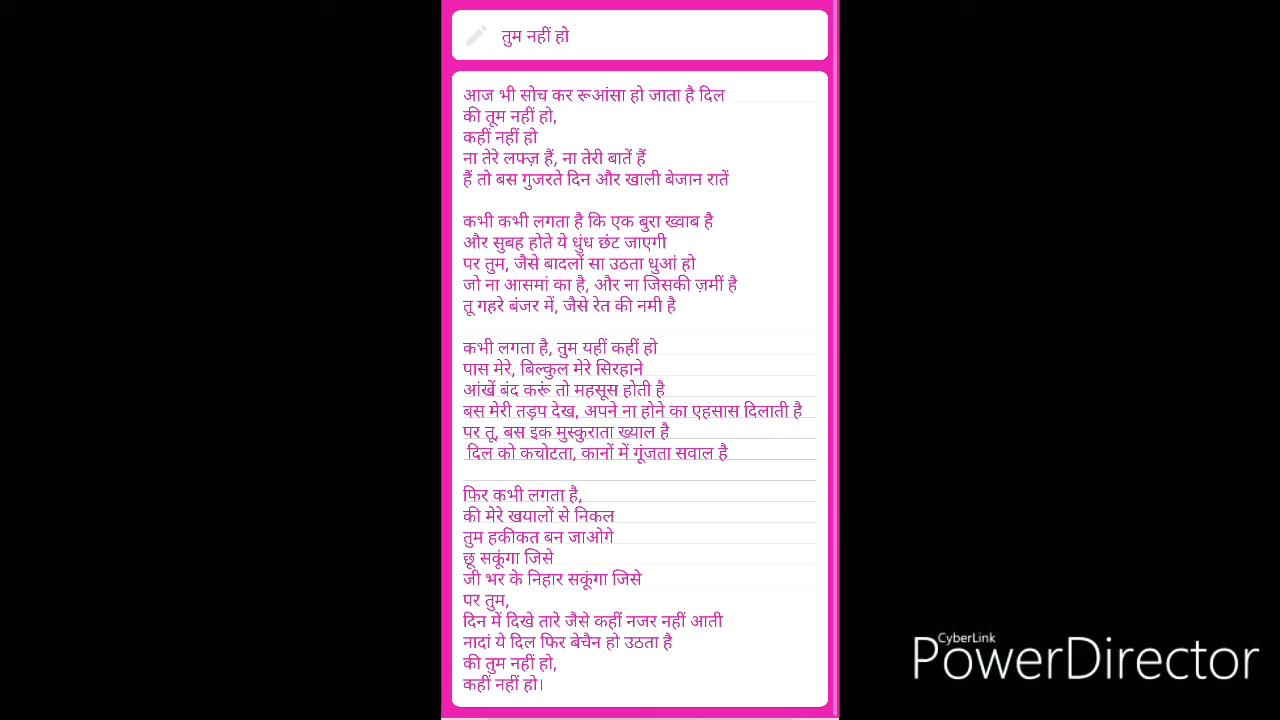 तुम नहीं हो
आज भी सोच कर रूआंसा हो जाता है दिल
की तूम नहीं हो,
कहीं नहीं हो
ना तेरे लफ्ज़ हैं, ना तेरी बातें हैं
हैं तो बस गुजरते दिन और खाली बेजान रातें
कभी कभी लगता है कि एक बुरा ख्वाब है
और सुबह होते ये धुंध छंट जाएगी
पर तुम, जैसे बादलों सा उठता धुआं हो
जो ना आसमां का है, और ना जिसकी ज़मीं है
तू गहरे बंजर में, जैसे रेत की नमी है
कभी लगता है, तुम यहीं कहीं हो
पास मेरे, बिल्कुल मेरे सिरहाने
आंखें बंद करूं तो महसूस होती है
बस मेरी तड़प देख, अपने ना होने का एहसास दिलाती है
पर तू, बस इक मुस्कुराता ख्याल है
दिल को कचोटता, कानों में गूंजता सवाल है
फिर कभी लगता है,
की मेरे खयालों से निकल
तुम हकीकत बन जाओगे
छू सकूंगा जिसे
जी भर के निहार सकूंगा जिसे
पर तुम,
दिन में दिखे तारे जैसे कहीं नजर नहीं आती
नादां ये दिल फिर बेचैन हो उठता है
की तुम नहीं हो,
कहीं नहीं हो।
CyberLink
PowerDirector